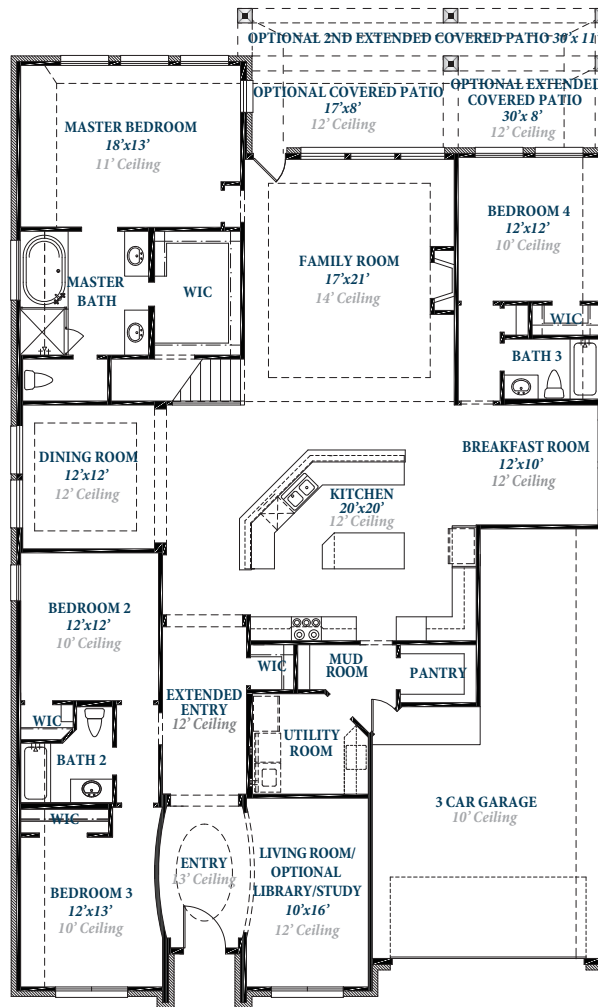 OPTIONAL 2ND EXTENDED COVERED PATIO 30'x 11'
OPTIONAL COVERED PATIO
17'x8'
12' Ceiling
OPTIONAL EXTENDED
COVERED PATIO
30'x 8'
12' Ceiling
MASTER BEDROOM
18'x13'
11' Ceiling
BEDROOM 4
12'x12'
10' Ceiling
FAMILY ROOM
17'x21'
14' Ceiling
MASTER
BATH
WIC
WIC
BATH 3
DINING ROOM
12'x12'
12' Ceiling
BREAKFAST ROOM
12'x10'
12' Ceiling
KITCHEN
20'x20'
12' Ceiling
BEDROOM 2
12'x12'
10' Ceiling
WIC
MUD
ROOM
PANTRY
EXTENDED
ENTRY
12' Ceiling
WIC
UTILITY
ROOM
BATH 2
WIC
3 CAR GARAGE
10' Ceiling
ENTRY
13' Ceiling
LIVING ROOM/
OPTIONAL
LIBRARY/STUDY
10'x16'
12' Ceiling
BEDROOM 3
12'x13'
10' Ceiling